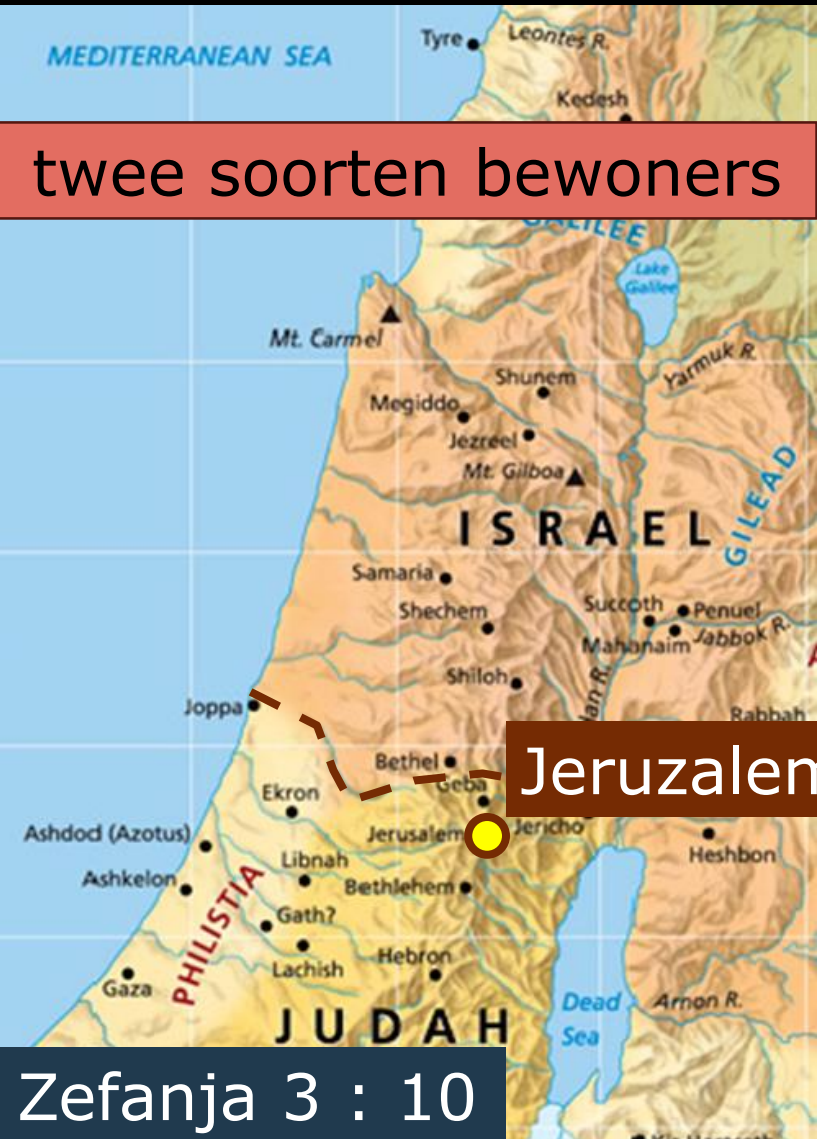 MEDITERRANEAN SEA
Tyre
Leontes R.
Kedesh
twee soorten bewoners
GALILEE
Lake
Galilee
Mt. Carmel
Yarmuk R.
Shunem
Megiddo
Jezreel
Mt. Gilboa
GILEAD
ISRAEL
Samaria
Shechem
Succoth
Penuel
Mahanaim
Jabbok R.
Shiloh
Joppa
Rabbah
Bethel
Jeruzalem
Geba
Ekron
Ashdod (Azotus)
Jerusalem
Jericho
Heshbon
Libnah
Ashkelon
Bethlehem
PHILISTIA
Gath?
Hebron
Lachish
Gaza
Dead
Sea
Arnon R.
JUDAH
Zefanja 3 : 10